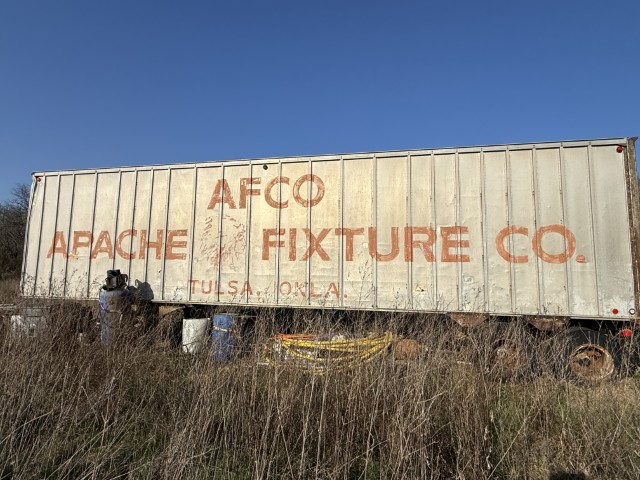 AFCO
APACHE FIXTURE CO.
TULSA. OKLA.